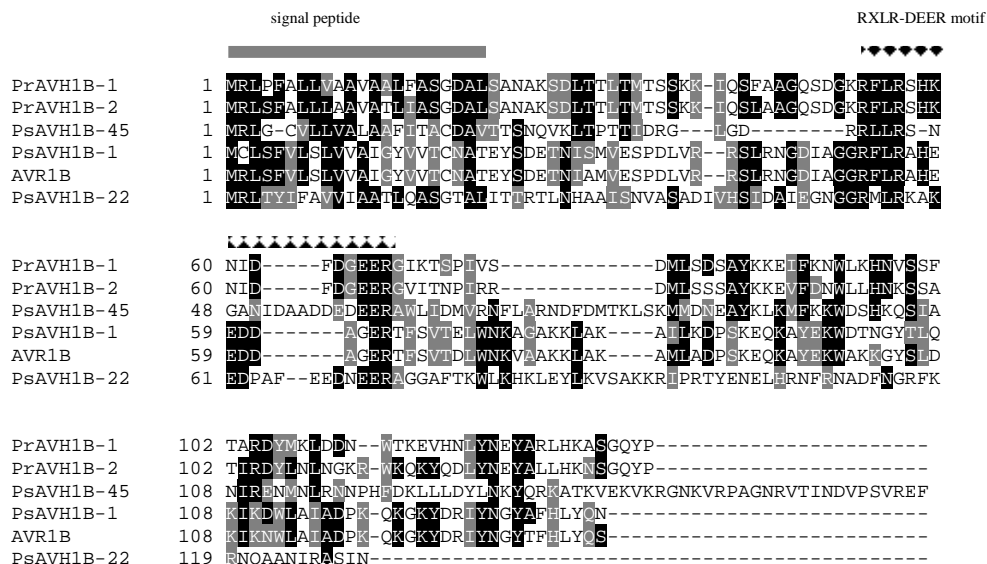 signal peptide RXLR-DEER motif
PrAVH1B-1 1 MRLPFALLVAAVAALFASGDALSANAKSDLTTLTMTSSKK-IQSFAAGQSDGKRFLRSHK
PrAVH1B-2 1 MRLSFALLLAAVATLIASGDALSANAKSDLTTLTMTSSKK-IQSLAAGQSDGKRFLRSHK
PsAVH1B-45 1 MRLG-CVLLVALAAFITACDAVITSNQVKLTPTTIDRG--LGD--------RRLLRS-N
PsAVH1B-1 1 MCLSFVLSLVVAIGYVVTCNATEYSDETNISMVESPDLVR--RSLRNGDIAGGRFLRAHE
AVR1B 1 MRLSFVLSLVVAIGYVVTCNATEYSDETNIAMVESPDLVR--RSLRNGDIAGGRFLRAHE
PsAVH1B-22 1 MRLTYIFAVVIAATLQASGTALITTRTLNHAAISNVASADIVHSIDAIEGNGGRMLRKAK
PrAVH1B-1 60 NID-----FDGEERGIKTSPIVS----------DMLSDSAYKKEIFKNWLKHNVSSF
PrAVH1B-2 60 NID-----FDGEERGVITNPIRR----------DMLSSSAYKKEVFDNWLLHNKSSA
PsAVH1B-45 48 GANIDAADDEDEERAWLIDMVRNFLARNDFDMTKLSKMMDNEAYKLKMFKKWDSHKQSIA
PsAVH1B-1 59 EDD-----AGERTFSVTELWNKAGAKKLAK-----AILKDPSKEQKAYEKWDTNGYTLQ
AVR1B 59 EDD-----AGERTFSVTDLWNKVAAKKLAK-----AMLADPSKEQKAYEKWAKKGYSLD
PsAVH1B-22 61 EDPAF--EEDNEERAGGAFTKWLKHKLEYLKVSAKKRIPRTYENELHRNFRNADFNGRFK
PrAVH1B-1 102 TARDYMKLDDN--WTKEVHNLYNEYARLHKASGQYP-----------------------
PrAVH1B-2 102 TIRDYLNLNGKR-WKQKYQDLYNEYALLHKNSGQYP-----------------------
PsAVH1B-45 108 NIRENMNLRNNPHFDKLLLDYLNKYQRKATKVEKVKRGNKVRPAGNRVTINDVPSVREF
PsAVH1B-1 108 KIKDWLAIADPK-QKGKYDRIYNGYAFHLYQN---------------------------
AVR1B 108 KIKNWLAIADPK-QKGKYDRIYNGYTFHLYQS---------------------------
PsAVH1B-22 119 RNQAANIRASIN-----------------------------------------------